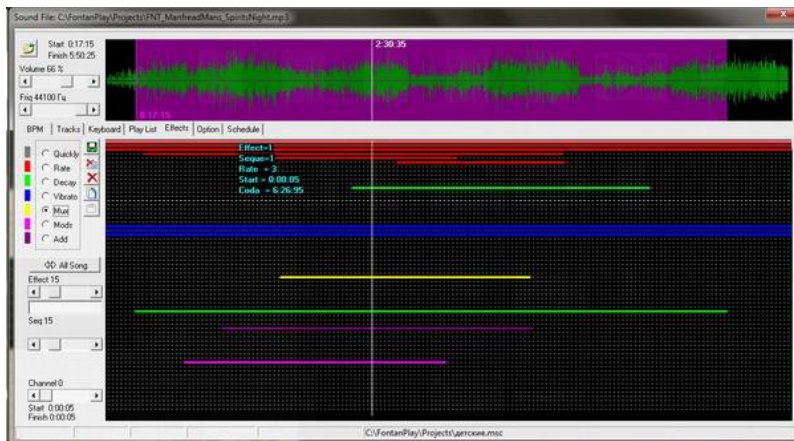 Sound File: C:\FontanPlay\Projects\FNT_ManfreadMans_SpiritsNight.mp3
Start 0:17:15
Finish 5:50:25
Volume 66 %
Friq 44100 Гц
2:30:35
0:17:15
BPM Tracks Keyboard Play List Effects Option Schedule
Quickly
Rate
Decay
Vibrato
Mux
Mods
Add
Effect=1
Seque=1
Rate = 3
Start = 0:00:05
Coda = 6:26:95
All Song
Effect 15
Seq 15
Channel 0
Start 0:00:05
Finish 0:00:05
C:\FontanPlay\Projects\детские.msc